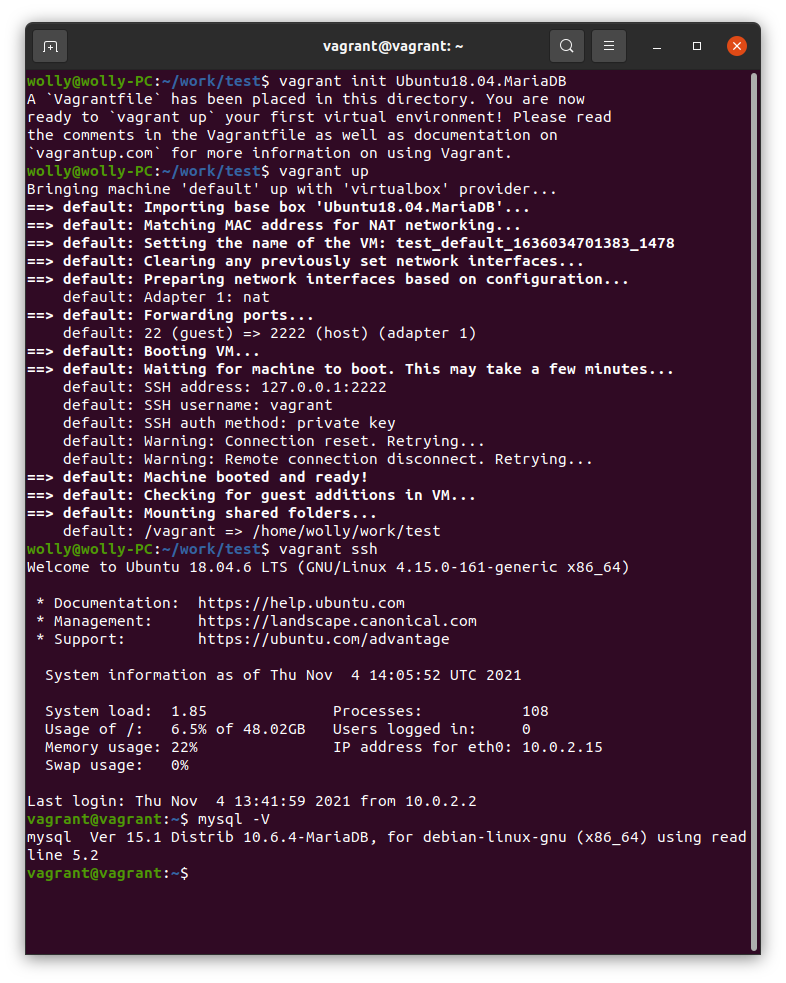 vagrant@vagrant: ~
wolly@wolly-PC:~/work/test$ vagrant init Ubuntu18.04.MariaDB
A `Vagrantfile` has been placed in this directory. You are now
ready to `vagrant up` your first virtual environment! Please read
the comments in the Vagrantfile as well as documentation on
`vagrantup.com` for more information on using Vagrant.
wolly@wolly-PC:~/work/test$ vagrant up
Bringing machine 'default' up with 'virtualbox' provider...
==> default: Importing base box 'Ubuntu18.04.MariaDB'...
==> default: Matching MAC address for NAT networking...
==> default: Setting the name of the VM: test_default_1636034701383_1478
==> default: Clearing any previously set network interfaces...
==> default: Preparing network interfaces based on configuration...
    default: Adapter 1: nat
==> default: Forwarding ports...
    default: 22 (guest) => 2222 (host) (adapter 1)
==> default: Booting VM...
==> default: Waiting for machine to boot. This may take a few minutes...
    default: SSH address: 127.0.0.1:2222
    default: SSH username: vagrant
    default: SSH auth method: private key
    default: Warning: Connection reset. Retrying...
    default: Warning: Remote connection disconnect. Retrying...
==> default: Machine booted and ready!
==> default: Checking for guest additions in VM...
==> default: Mounting shared folders...
    default: /vagrant => /home/wolly/work/test
wolly@wolly-PC:~/work/test$ vagrant ssh
Welcome to Ubuntu 18.04.6 LTS (GNU/Linux 4.15.0-161-generic x86_64)

 * Documentation:  https://help.ubuntu.com
 * Management:     https://landscape.canonical.com
 * Support:        https://ubuntu.com/advantage

  System information as of Thu Nov  4 14:05:52 UTC 2021

  System load:  1.85              Processes:           108
  Usage of /:   6.5% of 48.02GB   Users logged in:     0
  Memory usage: 22%               IP address for eth0: 10.0.2.15
  Swap usage:   0%

Last login: Thu Nov  4 13:41:59 2021 from 10.0.2.2
vagrant@vagrant:~$ mysql -V
mysql  Ver 15.1 Distrib 10.6.4-MariaDB, for debian-linux-gnu (x86_64) using read
line 5.2
vagrant@vagrant:~$